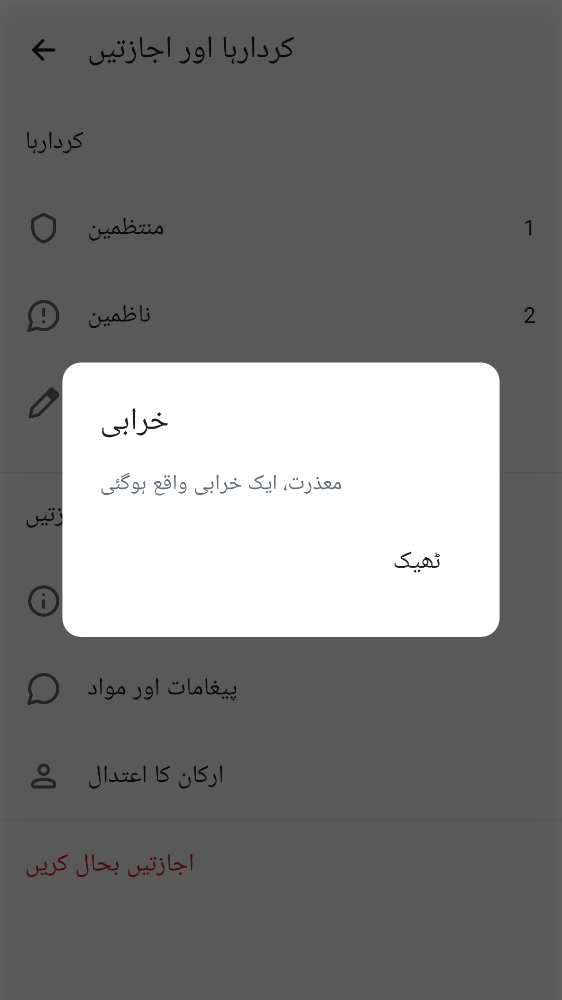 کردارہا اور اجازتیں
کردارہا
منتظمین
1
ناظمین
2
خرابی
معذرت، ایک خرابی واقع ہوگئی
ٹھیک
پیغامات اور مواد
ارکان کا اعتدال
اجازتیں بحال کریں